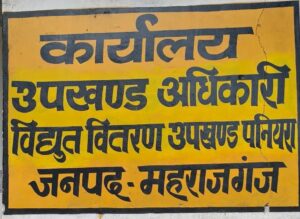 कार्यालय
उपखण्ड अधिकारी
विद्युत वितरण उपखण्ड पनियरा
जनपद-महराजगंज